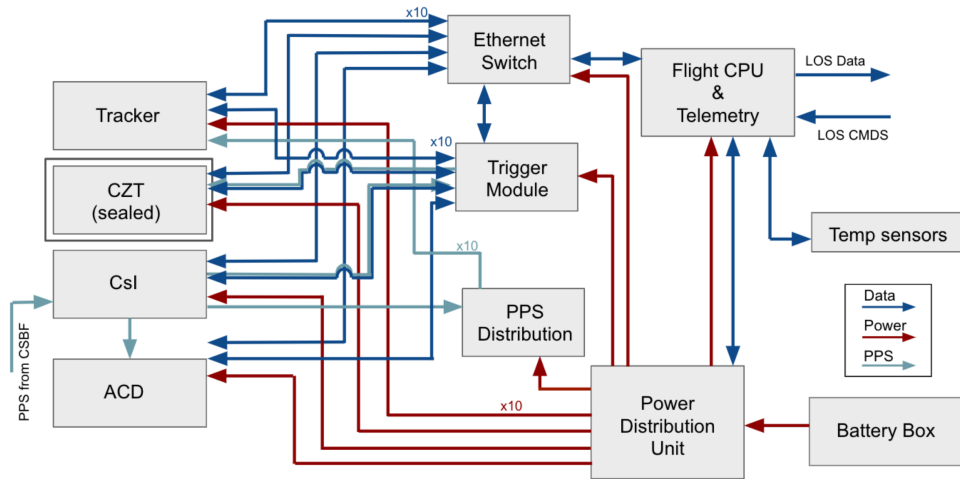 x10
Ethernet
Switch
Flight CPU
&
Telemetry
LOS Data
LOS CMDS
Tracker
x10
Trigger
Module
CZT
(sealed)
Temp sensors
x10
CsI
PPS
Distribution
Data
Power
PPS
PPS from CSBF
ACD
x10
Power
Distribution
Unit
Battery Box